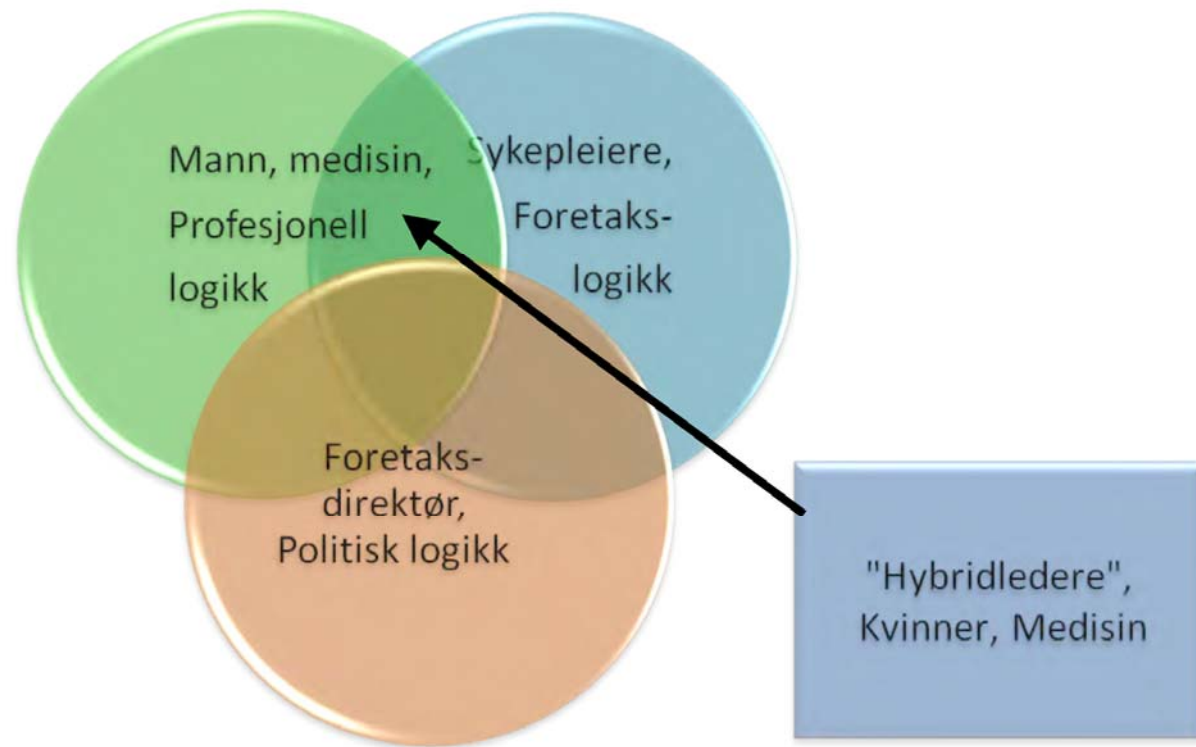 Mann, medisin,
Profesjonell
logikk
Sykepleiere,
Foretaks-
logikk
Foretaks-
direktør,
Politisk logikk
"Hybridledere",
Kvinner, Medisin